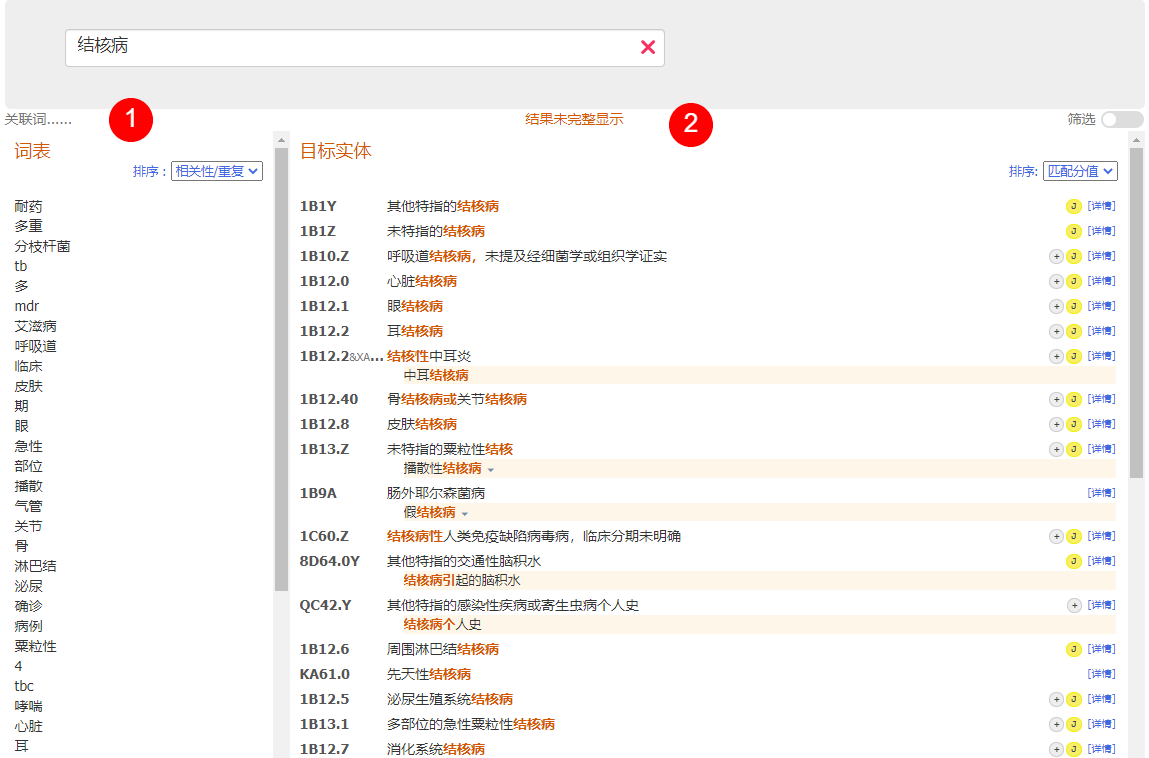 结核病
关联词......
1
结果未完整显示
2
筛选
词表
排序： 相关性/重复
耐药
多重
分枝杆菌
tb
多
mdr
艾滋病
呼吸道
临床
皮肤
期
眼
急性
部位
播散
气管
关节
骨
淋巴结
泌尿
确诊
病例
粟粒性
4
tbc
哮喘
心脏
耳
目标实体
排序: 匹配分值
1B1Y 其他特指的结核病 J [详情]
1B1Z 未特指的结核病 J [详情]
1B10.Z 呼吸道结核病，未提及经细菌学或组织学证实 + J [详情]
1B12.0 心脏结核病 + J [详情]
1B12.1 眼结核病 + J [详情]
1B12.2 耳结核病 + J [详情]
1B12.2&XA... 结核性中耳炎 + J [详情]
中耳结核病
1B12.40 骨结核病或关节结核病 + J [详情]
1B12.8 皮肤结核病 + J [详情]
1B13.Z 未特指的粟粒性结核 + J [详情]
播散性结核病
1B9A 肠外耶尔森菌病 [详情]
假结核病
1C60.Z 结核病性人类免疫缺陷病毒病，临床分期未明确 + J [详情]
8D64.0Y 其他特指的交通性脑积水 J [详情]
结核病引起的脑积水
QC42.Y 其他特指的感染性疾病或寄生虫病个人史 + [详情]
结核病个人史
1B12.6 周围淋巴结结核病 J [详情]
KA61.0 先天性结核病 [详情]
1B12.5 泌尿生殖系统结核病 + J [详情]
1B13.1 多部位的急性粟粒性结核病 + J [详情]
1B12.7 消化系统结核病 + J [详情]